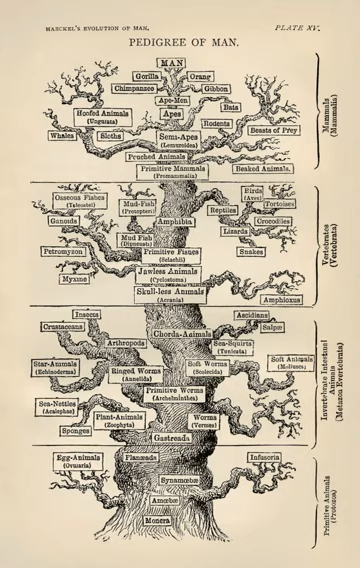 HAECKEL'S EVOLUTION OF MAN.
PLATE XV.
PEDIGREE OF MAN.
MAN
Gorilla
Orang
Chimpanzee
Gibbon
Ape-Men
Apes
Bats
Hoofed Animals
(Ungulata)
Rodents
Beasts of Prey
Whales
Sloths
Semi-Apes
(Lemuroidea)
Pouched Animals
Primitive Mammals
(Promammalia)
Beaked Animals.
Mammals
(Mammalia)
Osseous Fishes
(Teleostei)
Mud-Fish
(Protopteri)
Birds
(Aves)
Tortoises
Reptiles
Ganoids
Amphibia
Crocodiles
Lizards
Mud Fish
(Dipneusta)
Petromyzon
Primitive Fishes
(Selachii)
Snakes
Jawless Animals
(Cyclostoma)
Myxine
Skull-less Animals
(Acrania)
Amphioxus
Vertebrates
(Vertebrata)
Insecta
Crustaceans
Ascidians
Salpæ
Chorda-Animals
Arthropods
Sea-Squirts
(Tunicata)
Star-Animals
(Echinoderma)
Ringed Worms
(Annelida)
Soft Worms
(Scolecida)
Soft Animals
(Mollusca)
Primitive Worms
(Archelminthes)
Sea-Nettles
(Acalephae)
Plant-Animals
(Zoophyta)
Worms
(Vermes)
Sponges
Gastreada
Invertebrate Intestinal
Animals
(Metazoa Evertebrata)
Egg-Animals
(Ovularia)
Planæada
Infusoria
Synamœbæ
Amœbæ
Monera
Primitive Animals
(Protozoa)